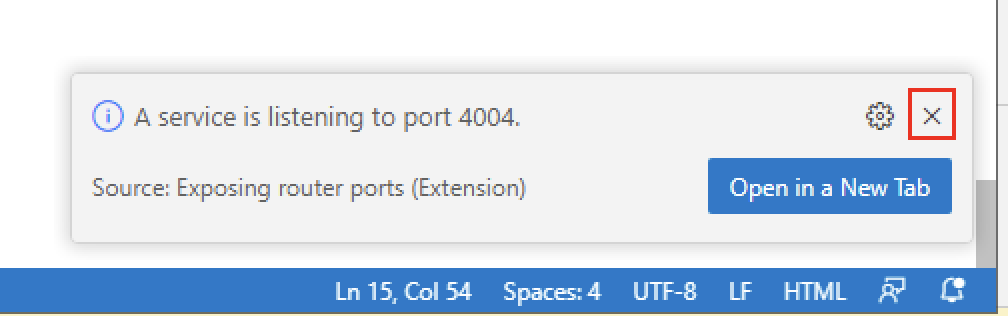 A service is listening to port 4004.
Source: Exposing router ports (Extension)
Open in a New Tab
Ln 15, Col 54 Spaces: 4 UTF-8 LF HTML